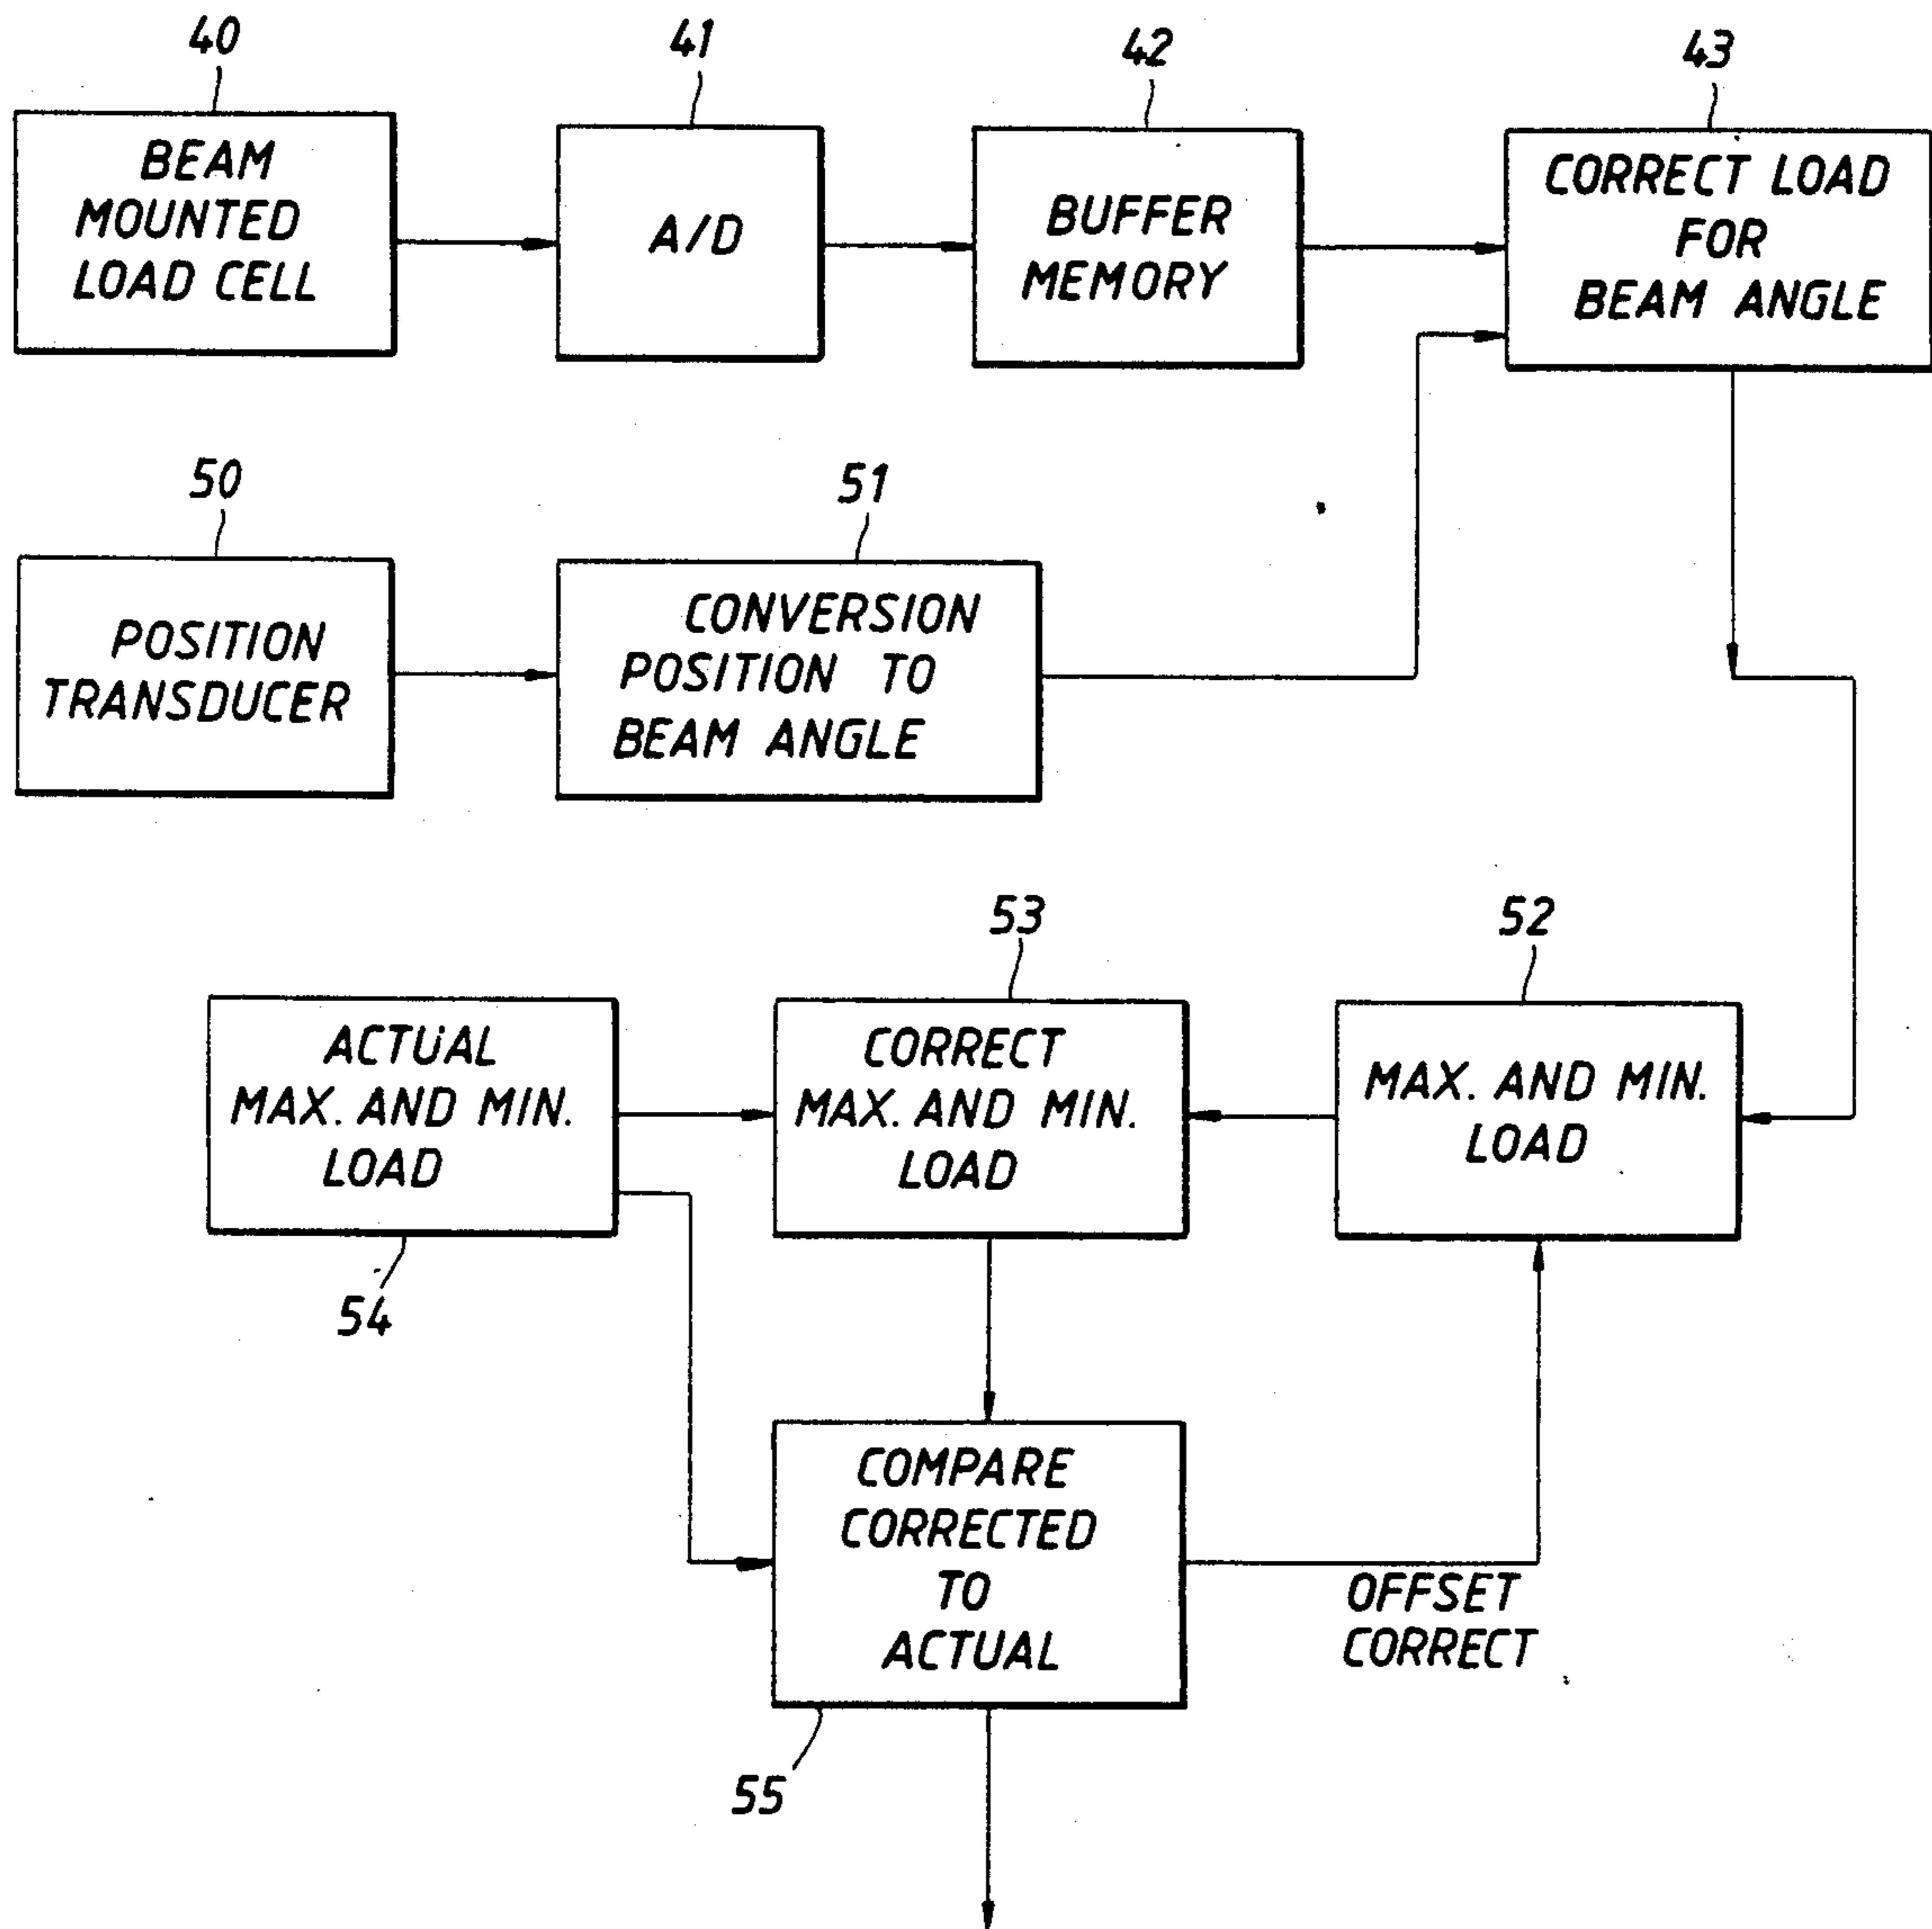 40
41
42
43
BEAM
MOUNTED
LOAD CELL
A/D
BUFFER
MEMORY
CORRECT LOAD
FOR
BEAM ANGLE
50
51
POSITION
TRANSDUCER
CONVERSION
POSITION TO
BEAM ANGLE
53
52
ACTUAL
MAX. AND MIN.
LOAD
CORRECT
MAX. AND MIN.
LOAD
MAX. AND MIN.
LOAD
54
COMPARE
CORRECTED
TO
ACTUAL
OFFSET
CORRECT
55